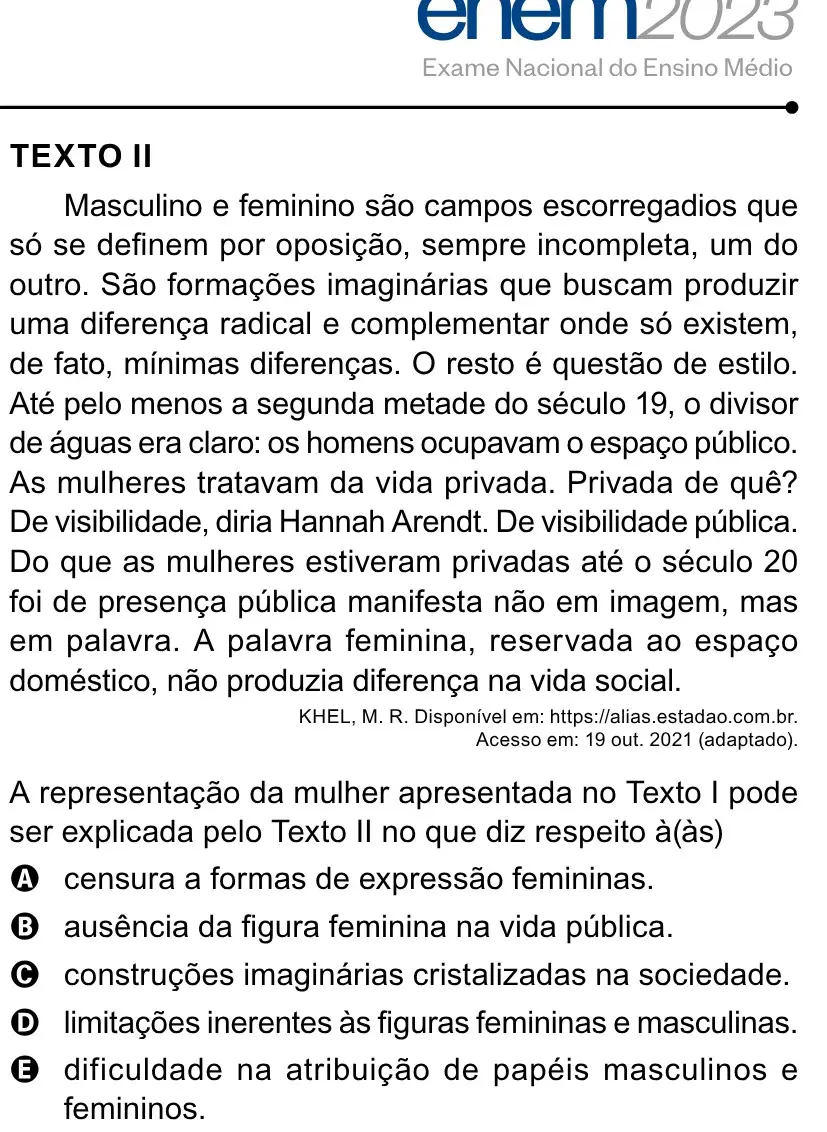 enem2023
Exame Nacional do Ensino Médio
TEXTO II
Masculino e feminino são campos escorregadios que
só se definem por oposição, sempre incompleta, um do
outro. São formações imaginárias que buscam produzir
uma diferença radical e complementar onde só existem,
de fato, mínimas diferenças. O resto é questão de estilo.
Até pelo menos a segunda metade do século 19, o divisor
de águas era claro: os homens ocupavam o espaço público.
As mulheres tratavam da vida privada. Privada de quê?
De visibilidade, diria Hannah Arendt. De visibilidade pública.
Do que as mulheres estiveram privadas até o século 20
foi de presença pública manifesta não em imagem, mas
em palavra. A palavra feminina, reservada ao espaço
doméstico, não produzia diferença na vida social.
KHEL, M. R. Disponível em: https://alias.estadao.com.br.
Acesso em: 19 out. 2021 (adaptado).
A representação da mulher apresentada no Texto I pode
ser explicada pelo Texto II no que diz respeito à(às)
A censura a formas de expressão femininas.
B ausência da figura feminina na vida pública.
C construções imaginárias cristalizadas na sociedade.
D limitações inerentes às figuras femininas e masculinas.
E dificuldade na atribuição de papéis masculinos e
femininos.